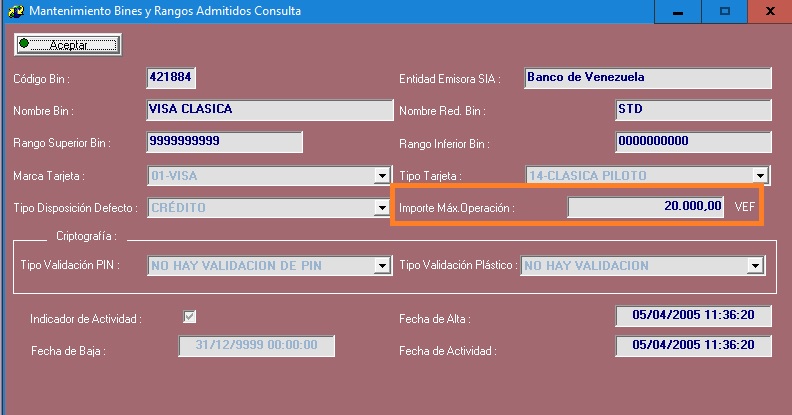 Mantenimiento Bines y Rangos Admitidos Consulta
Aceptar
Código Bin : 421884 Entidad Emisora SIA : Banco de Venezuela
Nombre Bin : VISA CLASICA Nombre Red. Bin : STD
Rango Superior Bin : 9999999999 Rango Inferior Bin : 0000000000
Marca Tarjeta : 01-VISA Tipo Tarjeta : 14-CLASICA PILOTO
Tipo Disposición Defecto : CRÉDITO Importe Máx.Operación : 20.000,00 VEF
Criptografía :
Tipo Validación PIN : NO HAY VALIDACION DE PIN Tipo Validación Plástico : NO HAY VALIDACION
Indicador de Actividad : Fecha de Alta : 05/04/2005 11:36:20
Fecha de Baja : 31/12/9999 00:00:00 Fecha de Actividad : 05/04/2005 11:36:20